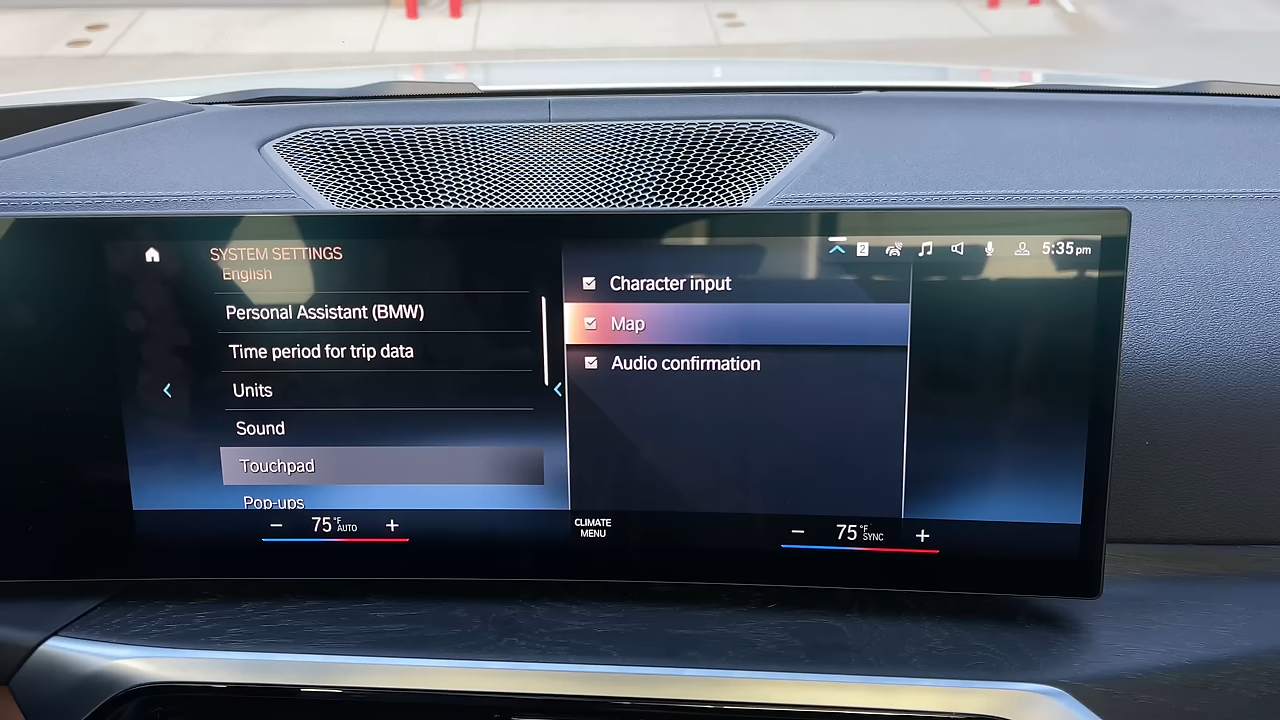 SYSTEM SETTINGS
English
Personal Assistant (BMW)
Time period for trip data
Units
Sound
Touchpad
Pop-ups
2
5:35 pm
Character input
Map
Audio confirmation
− 75 °F AUTO +
CLIMATE
MENU
− 75 °F SYNC +